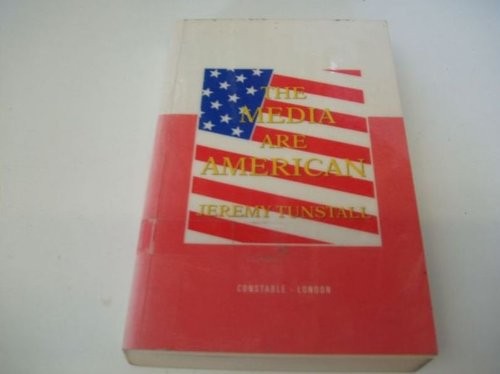 THE
MEDIA
ARE
AMERICAN
JEREMY TUNSTALL
CONSTABLE · LONDON